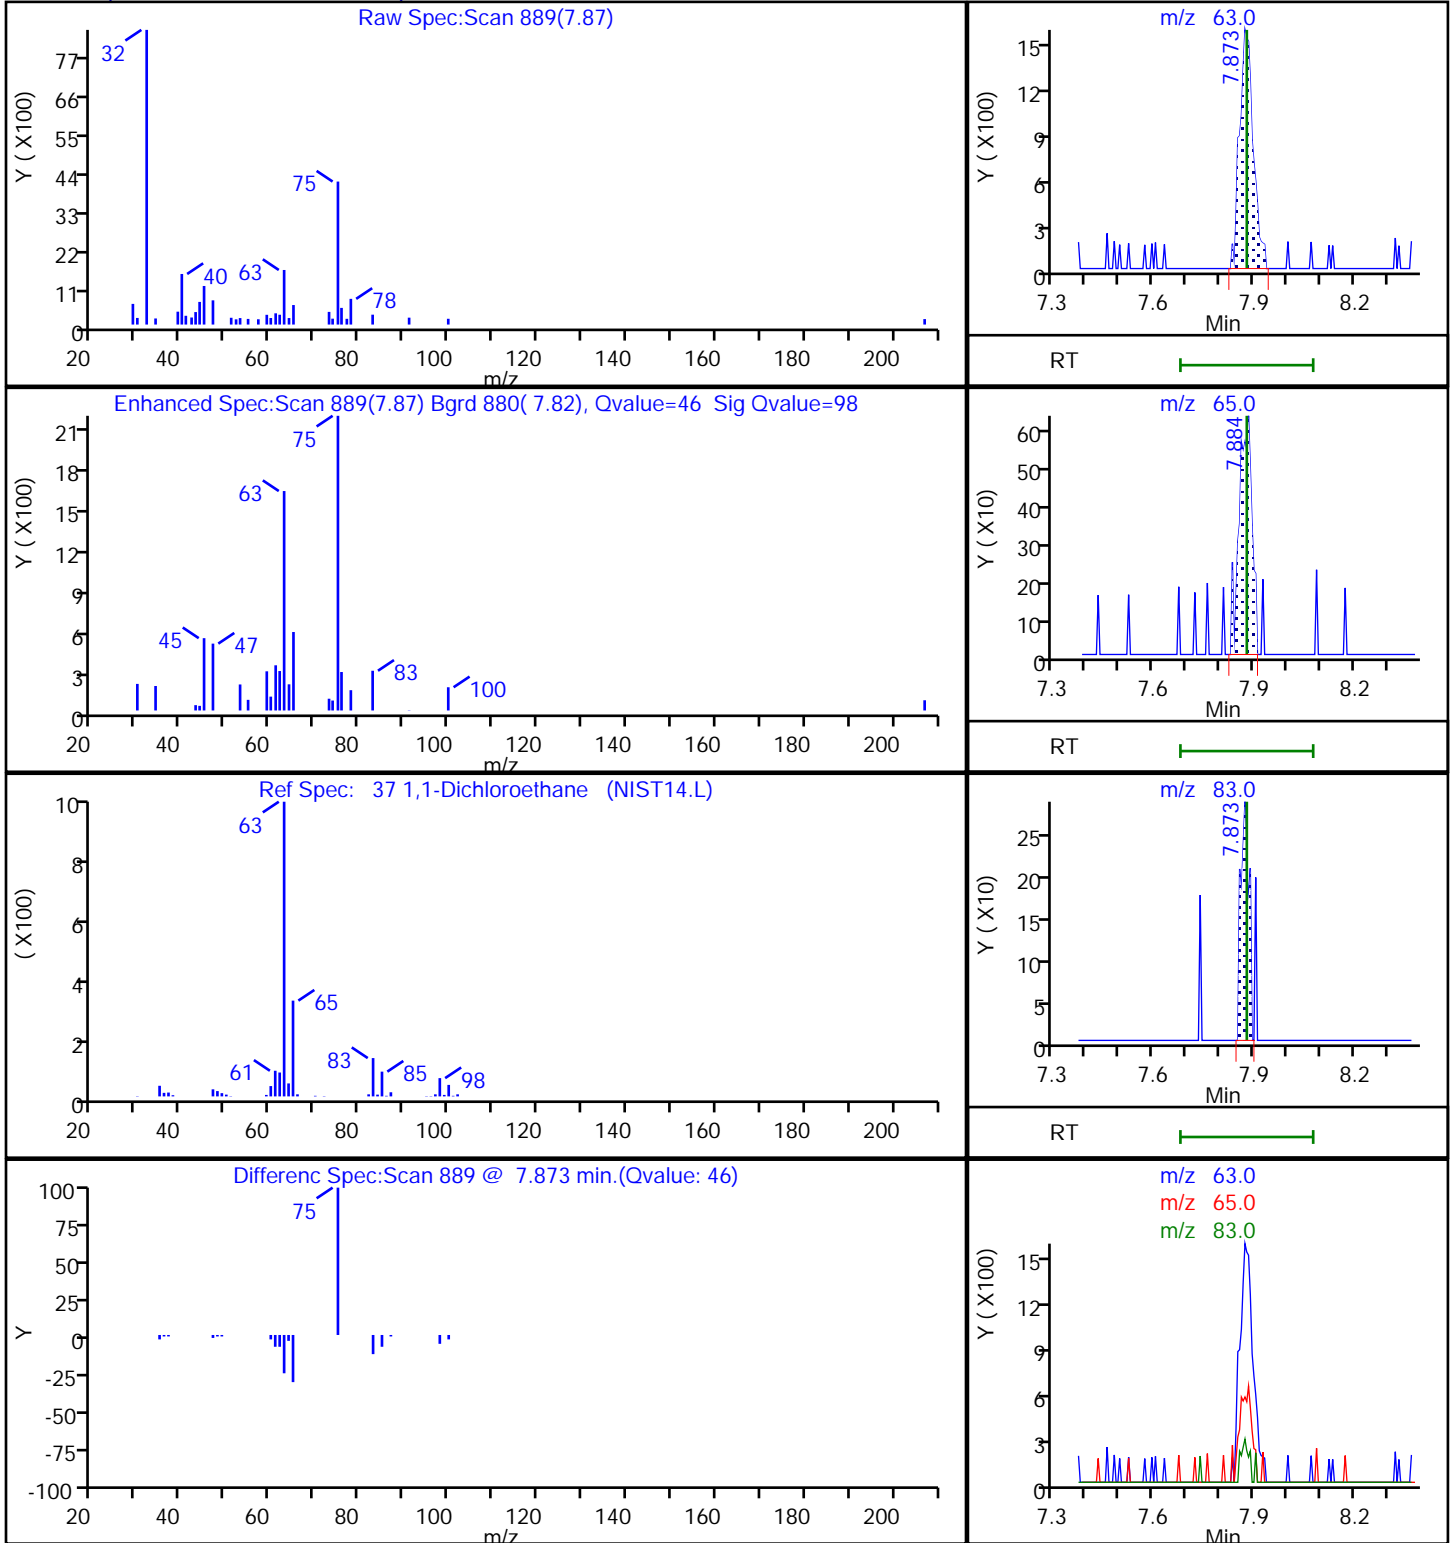 Raw Spec:Scan 889(7.87)
Y ( X100)
77
66
55
44
33
22
11
0
32
40
63
75
78
20 40 60 80 100 120 140 160 180 200
m/z
m/z 63.0
Y ( X100)
15
12
9
6
3
0
7.873
7.3 7.6 7.9 8.2
Min
RT
Enhanced Spec:Scan 889(7.87) Bgrd 880( 7.82), Qvalue=46 Sig Qvalue=98
Y ( X100)
21
18
15
12
9
6
3
0
75
63
45
47
83
100
20 40 60 80 100 120 140 160 180 200
m/z
m/z 65.0
Y ( X10)
60
50
40
30
20
10
0
7.884
7.3 7.6 7.9 8.2
Min
RT
Ref Spec: 37 1,1-Dichloroethane (NIST14.L)
( X100)
10
8
6
4
2
0
63
65
61
83
85
98
20 40 60 80 100 120 140 160 180 200
m/z 83.0
Y ( X10)
25
20
15
10
5
0
7.873
7.3 7.6 7.9 8.2
Min
RT
Differenc Spec:Scan 889 @ 7.873 min.(Qvalue: 46)
Y
100
75
50
25
0
-25
-50
-75
-100
75
20 40 60 80 100 120 140 160 180 200
m/z
m/z 63.0
m/z 65.0
m/z 83.0
Y ( X100)
15
12
9
6
3
0
7.3 7.6 7.9 8.2
Min